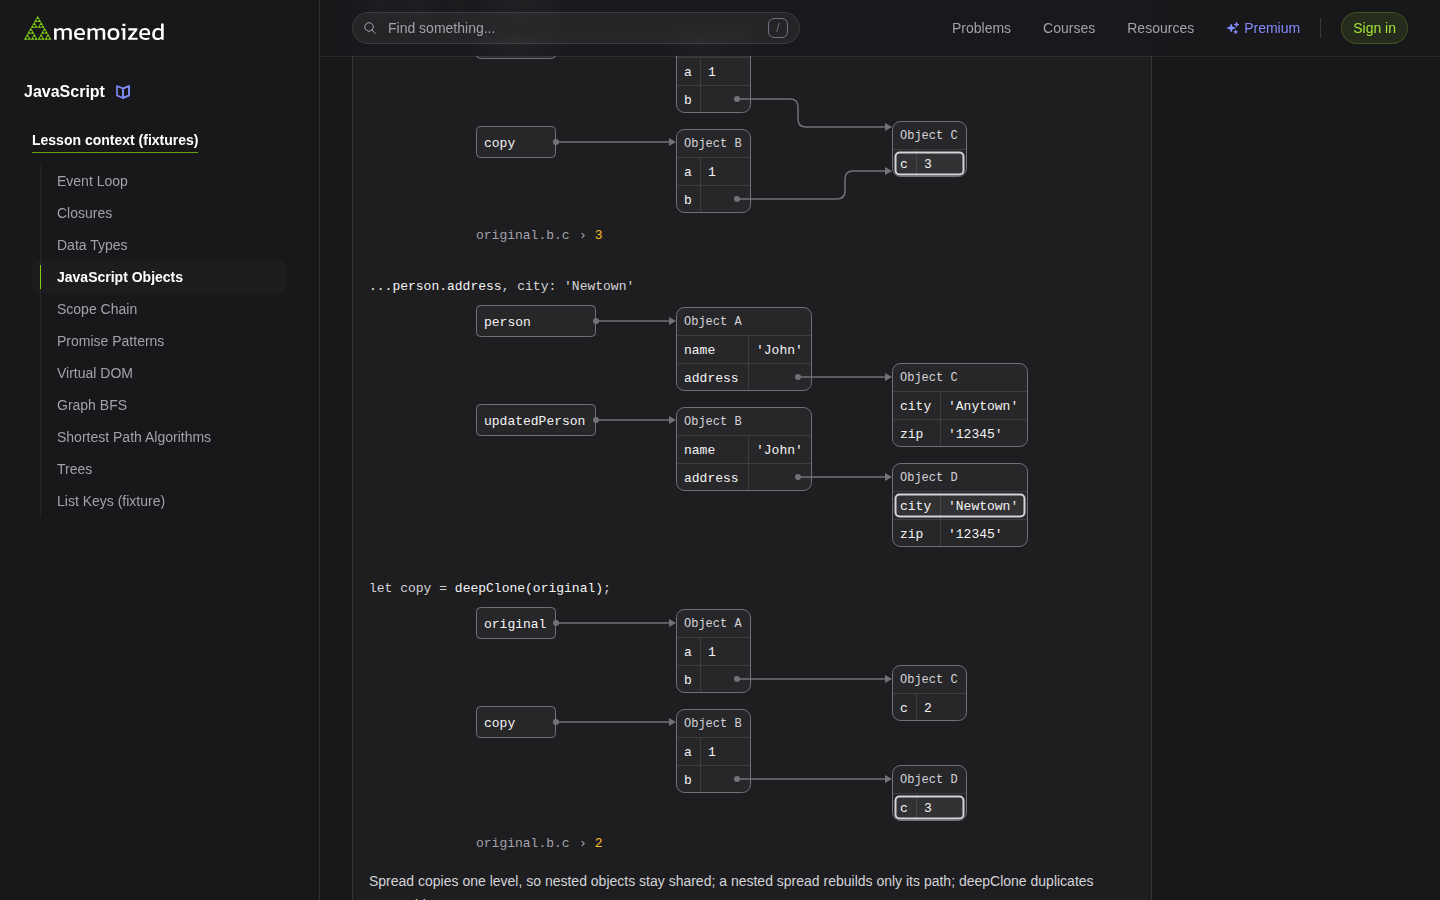 memoized
Find something...
/
Problems
Courses
Resources
Premium
Sign in
JavaScript
Lesson context (fixtures)
Event Loop
Closures
Data Types
JavaScript Objects
Scope Chain
Promise Patterns
Virtual DOM
Graph BFS
Shortest Path Algorithms
Trees
List Keys (fixture)
a 1
b
copy
Object B
a 1
b
Object C
c 3
original.b.c › 3
...person.address, city: 'Newtown'
person
Object A
name 'John'
address
Object C
city 'Anytown'
zip '12345'
updatedPerson
Object B
name 'John'
address
Object D
city 'Newtown'
zip '12345'
let copy = deepClone(original);
original
Object A
a 1
b
Object C
c 2
copy
Object B
a 1
b
Object D
c 3
original.b.c › 2
Spread copies one level, so nested objects stay shared; a nested spread rebuilds only its path; deepClone duplicates